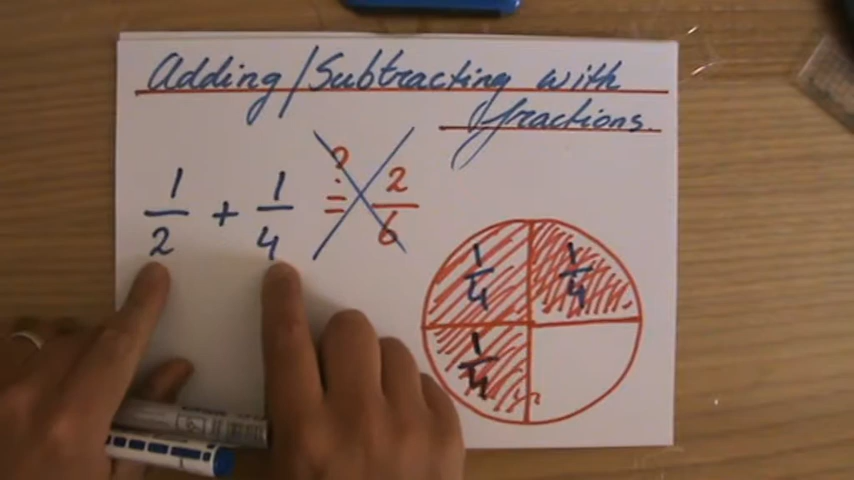 Adding/Subtracting with
fractions.
1/2 + 1/4 ?= 2/6
1/4 1/4
1/4